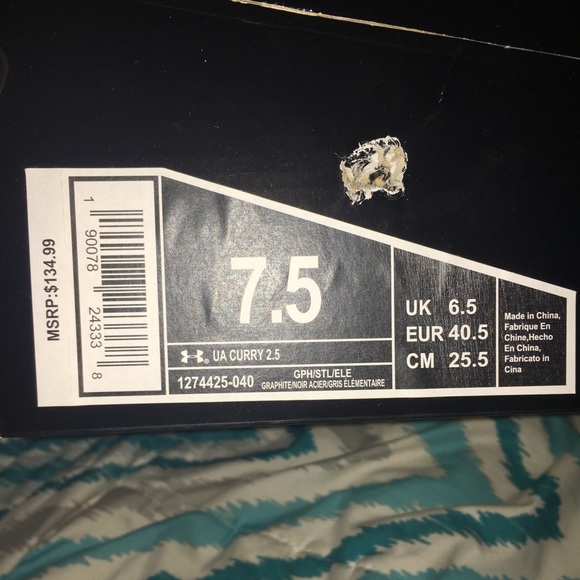 MSRP:$134.99
1 90078 24333 8
7.5
UA CURRY 2.5
1274425-040
GPH/STL/ELE
GRAPHITE/NOIR ACIER/GRIS ÉLÉMENTAIRE
UK 6.5
EUR 40.5
CM 25.5
Made in China,
Fabrique En
Chine,Hecho
En China,
Fabricato in
Cina